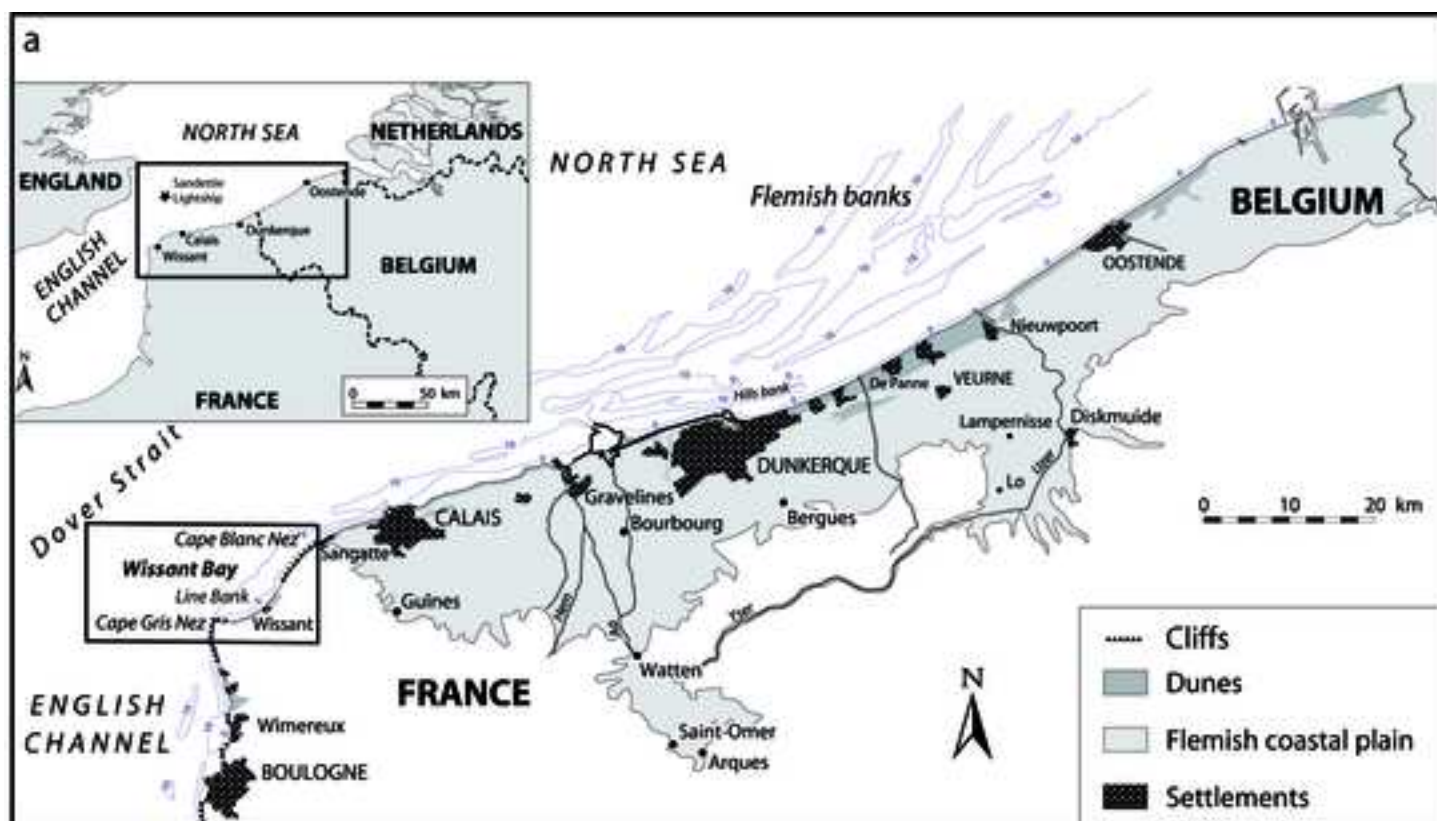 a
NORTH SEA
NETHERLANDS
ENGLAND
Sandettie
Lightship
Oostende
Dunkerque
Calais
Wissant
ENGLISH
CHANNEL
BELGIUM
N
FRANCE
0 50 km
NORTH SEA
Flemish banks
BELGIUM
OOSTENDE
Nieuwpoort
Hills bank
De Panne
VEURNE
Lampernisse
Diskmuide
Lo
DUNKERQUE
Gravelines
Bourbourg
Bergues
CALAIS
Sangatte
Dover Strait
Cape Blanc Nez
Wissant Bay
Line Bank
Cape Gris Nez
Wissant
Guînes
Aa
Yser
Watten
FRANCE
Saint-Omer
Arques
ENGLISH
CHANNEL
Wimereux
BOULOGNE
0 10 20 km
N
Cliffs
Dunes
Flemish coastal plain
Settlements